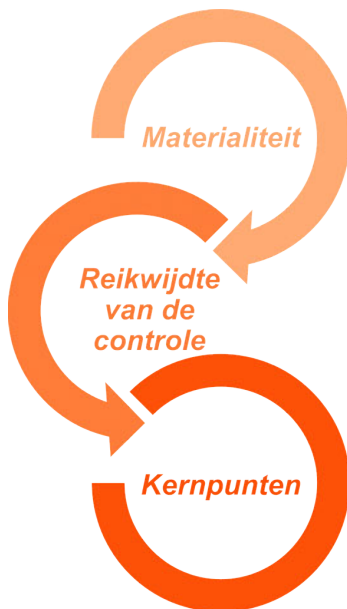 Materialiteit
Reikwijdte
van de
controle
Kernpunten